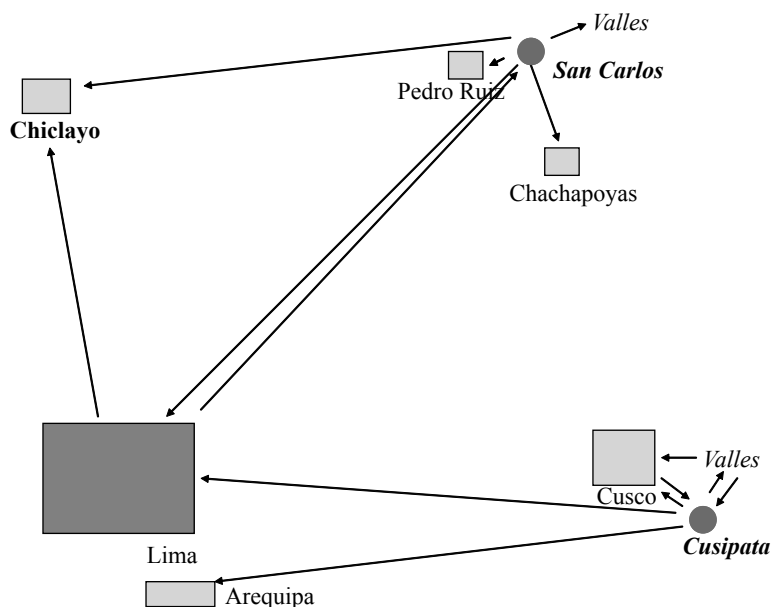 Valles
San Carlos
Pedro Ruiz
Chiclayo
Chachapoyas
Valles
Cusco
Cusipata
Lima
Arequipa